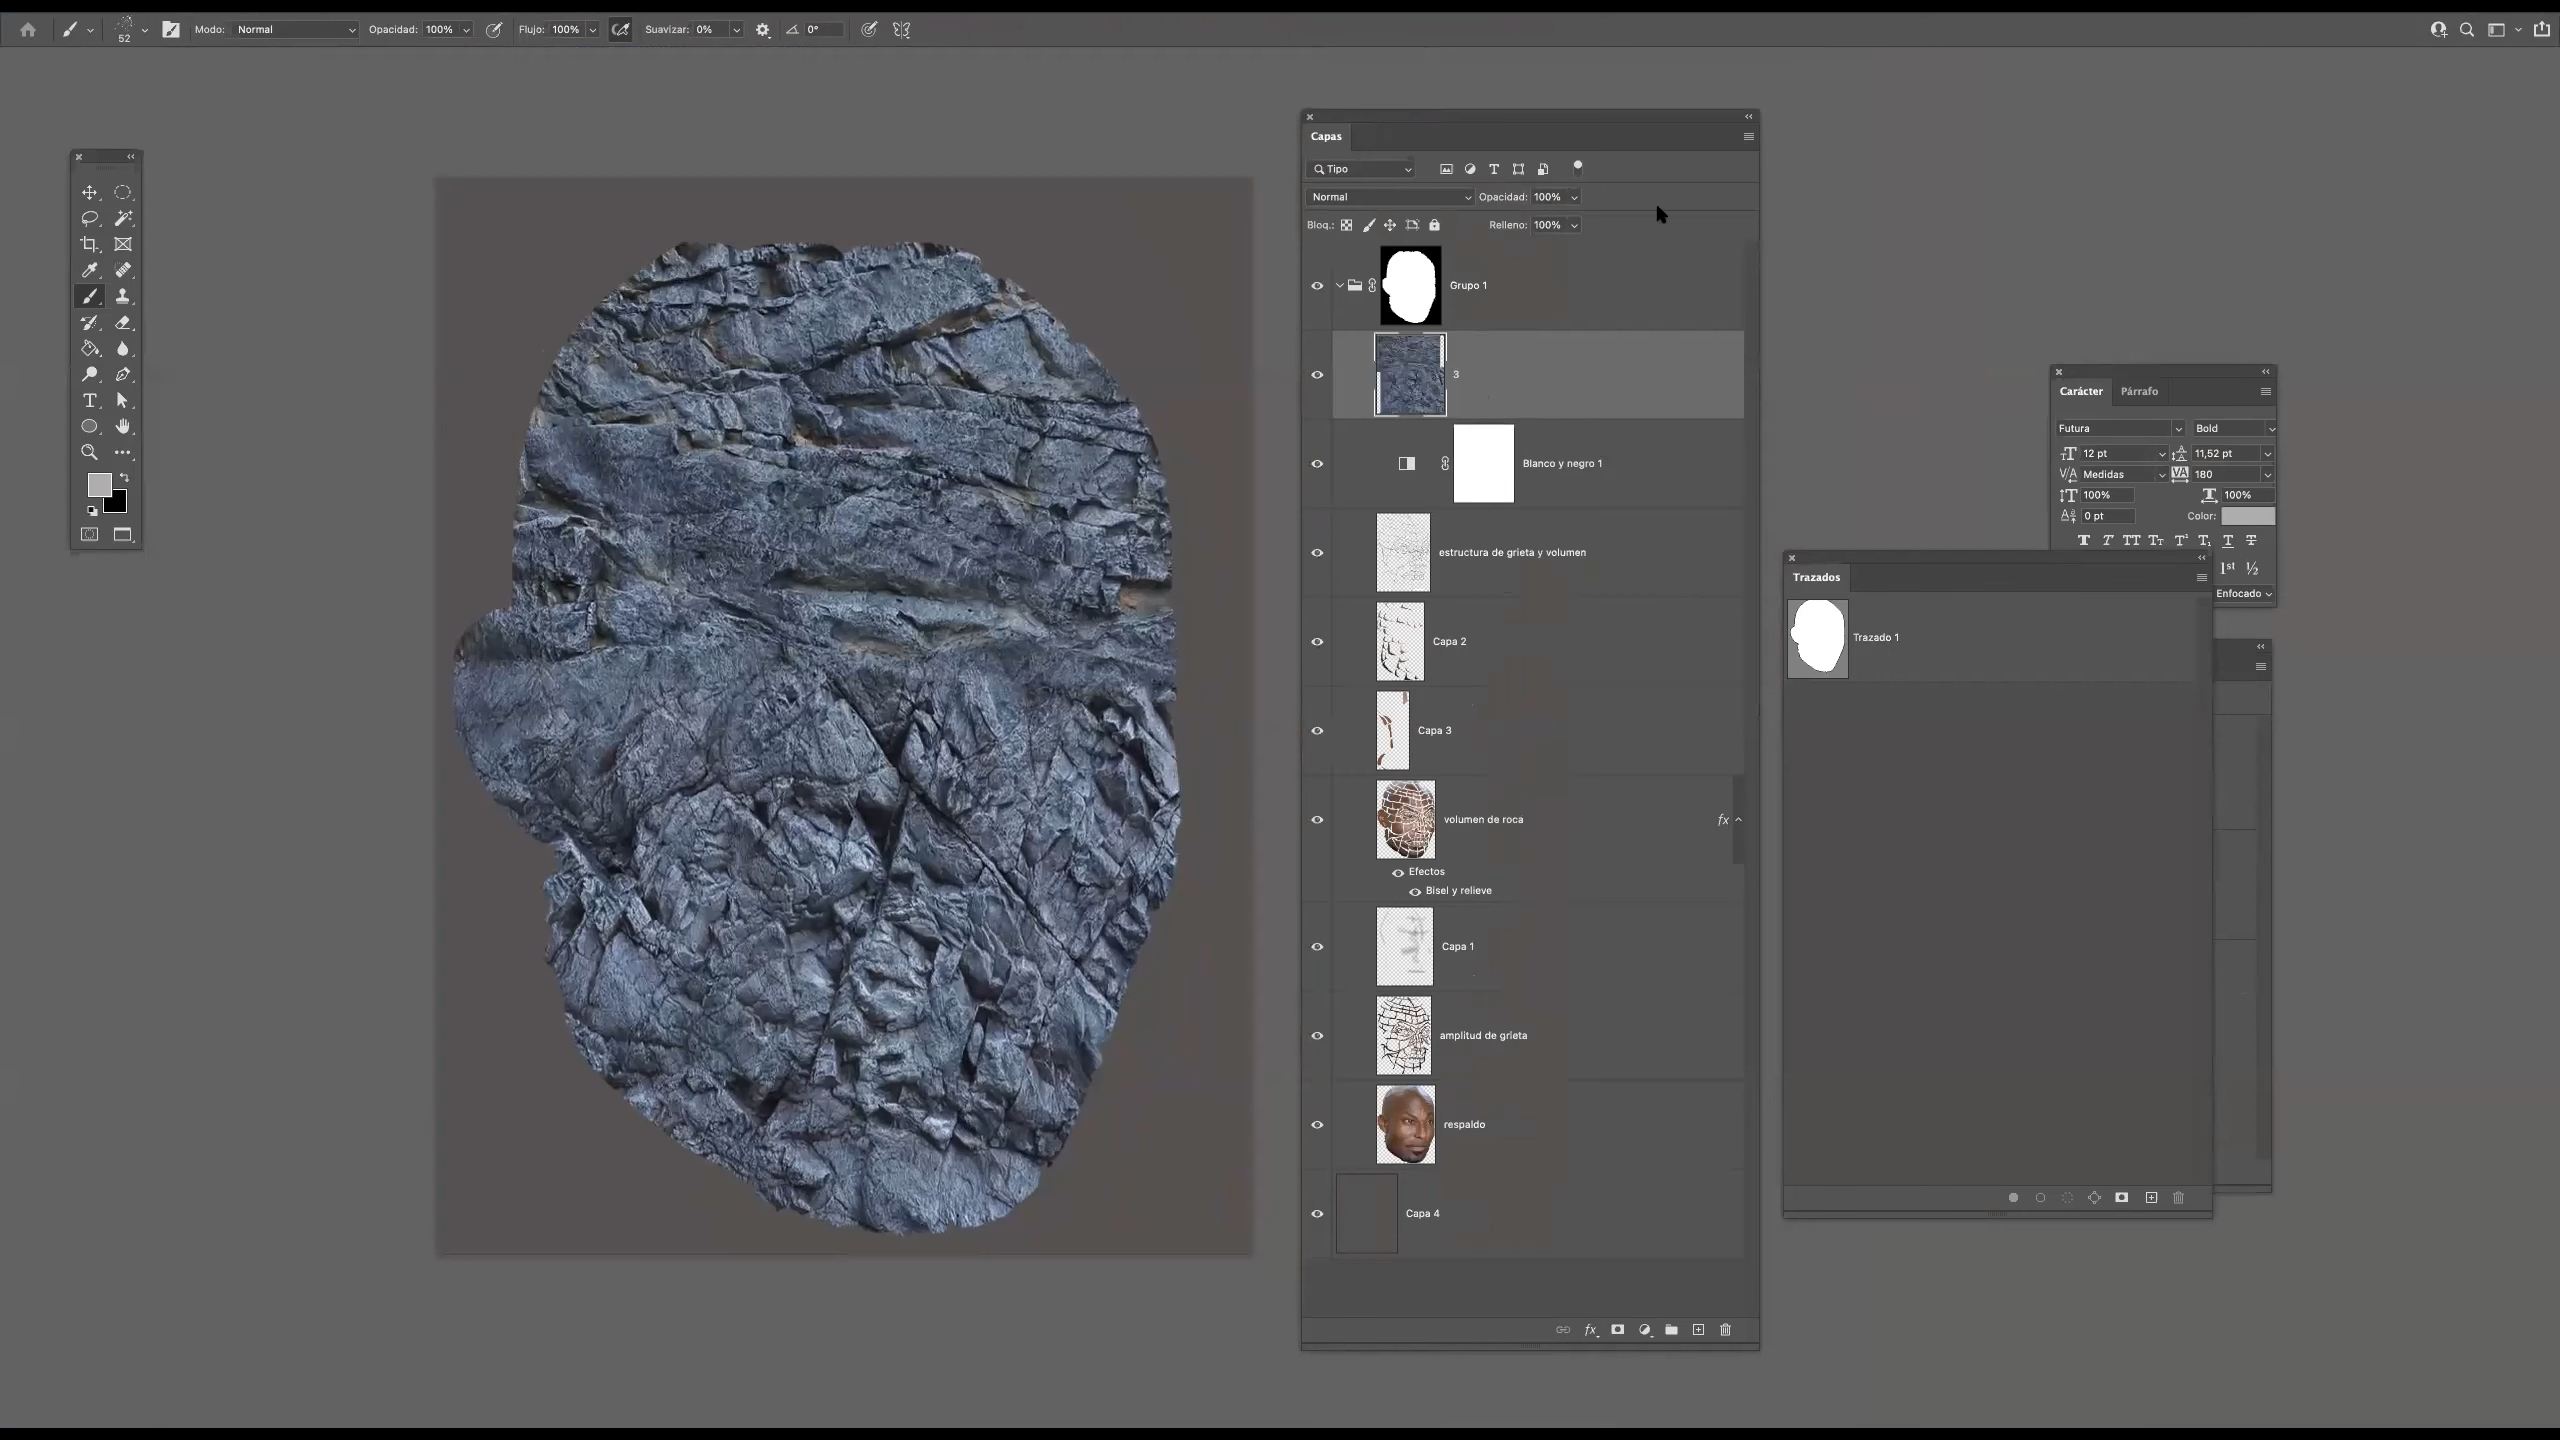 52
Modo:
Normal
Opacidad:
100%
Flujo:
100%
Suavizar:
0%
0°
Capas
Tipo
Normal
Opacidad:
100%
Bloq.:
Relleno:
100%
Grupo 1
3
Blanco y negro 1
estructura de grieta y volumen
Capa 2
Capa 3
volumen de roca
fx
Efectos
Bisel y relieve
Capa 1
amplitud de grieta
respaldo
Capa 4
fx
Carácter
Párrafo
Futura
Bold
12 pt
11,52 pt
Medidas
180
100%
100%
0 pt
Color:
1st
½
Enfocado
Trazados
Trazado 1